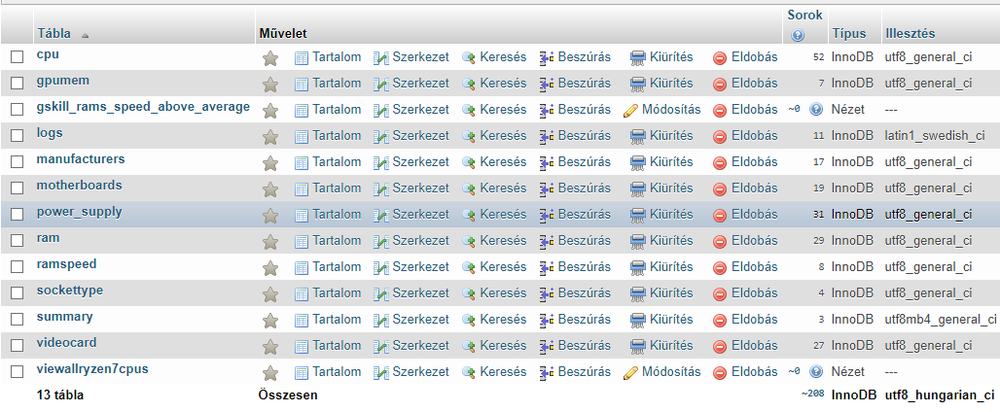 Tábla Művelet Sorok Típus Illesztés
cpu Tartalom Szerkezet Keresés Beszúrás Kiürítés Eldobás 52 InnoDB utf8_general_ci
gpumem Tartalom Szerkezet Keresés Beszúrás Kiürítés Eldobás 7 InnoDB utf8_general_ci
gskill_rams_speed_above_average Tartalom Szerkezet Keresés Beszúrás Módosítás Eldobás ~0 Nézet ---
logs Tartalom Szerkezet Keresés Beszúrás Kiürítés Eldobás 11 InnoDB latin1_swedish_ci
manufacturers Tartalom Szerkezet Keresés Beszúrás Kiürítés Eldobás 17 InnoDB utf8_general_ci
motherboards Tartalom Szerkezet Keresés Beszúrás Kiürítés Eldobás 19 InnoDB utf8_general_ci
power_supply Tartalom Szerkezet Keresés Beszúrás Kiürítés Eldobás 31 InnoDB utf8_general_ci
ram Tartalom Szerkezet Keresés Beszúrás Kiürítés Eldobás 29 InnoDB utf8_general_ci
ramspeed Tartalom Szerkezet Keresés Beszúrás Kiürítés Eldobás 8 InnoDB utf8_general_ci
sockettype Tartalom Szerkezet Keresés Beszúrás Kiürítés Eldobás 4 InnoDB utf8_general_ci
summary Tartalom Szerkezet Keresés Beszúrás Kiürítés Eldobás 3 InnoDB utf8mb4_general_ci
videocard Tartalom Szerkezet Keresés Beszúrás Kiürítés Eldobás 27 InnoDB utf8_general_ci
viewallryzen7cpus Tartalom Szerkezet Keresés Beszúrás Módosítás Eldobás ~0 Nézet ---
13 tábla Összesen ~208 InnoDB utf8_hungarian_ci